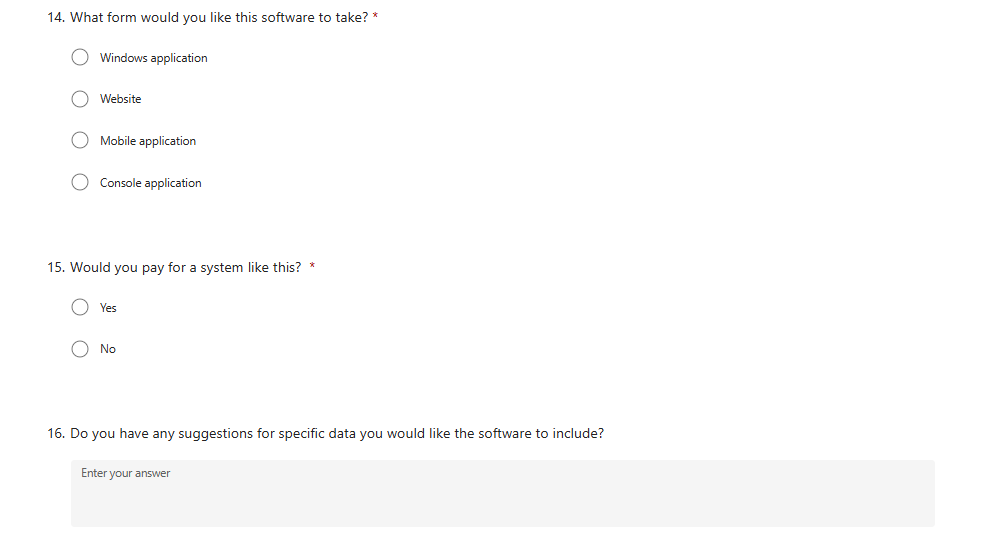 14. What form would you like this software to take? *
Windows application
Website
Mobile application
Console application
15. Would you pay for a system like this? *
Yes
No
16. Do you have any suggestions for specific data you would like the software to include?
Enter your answer